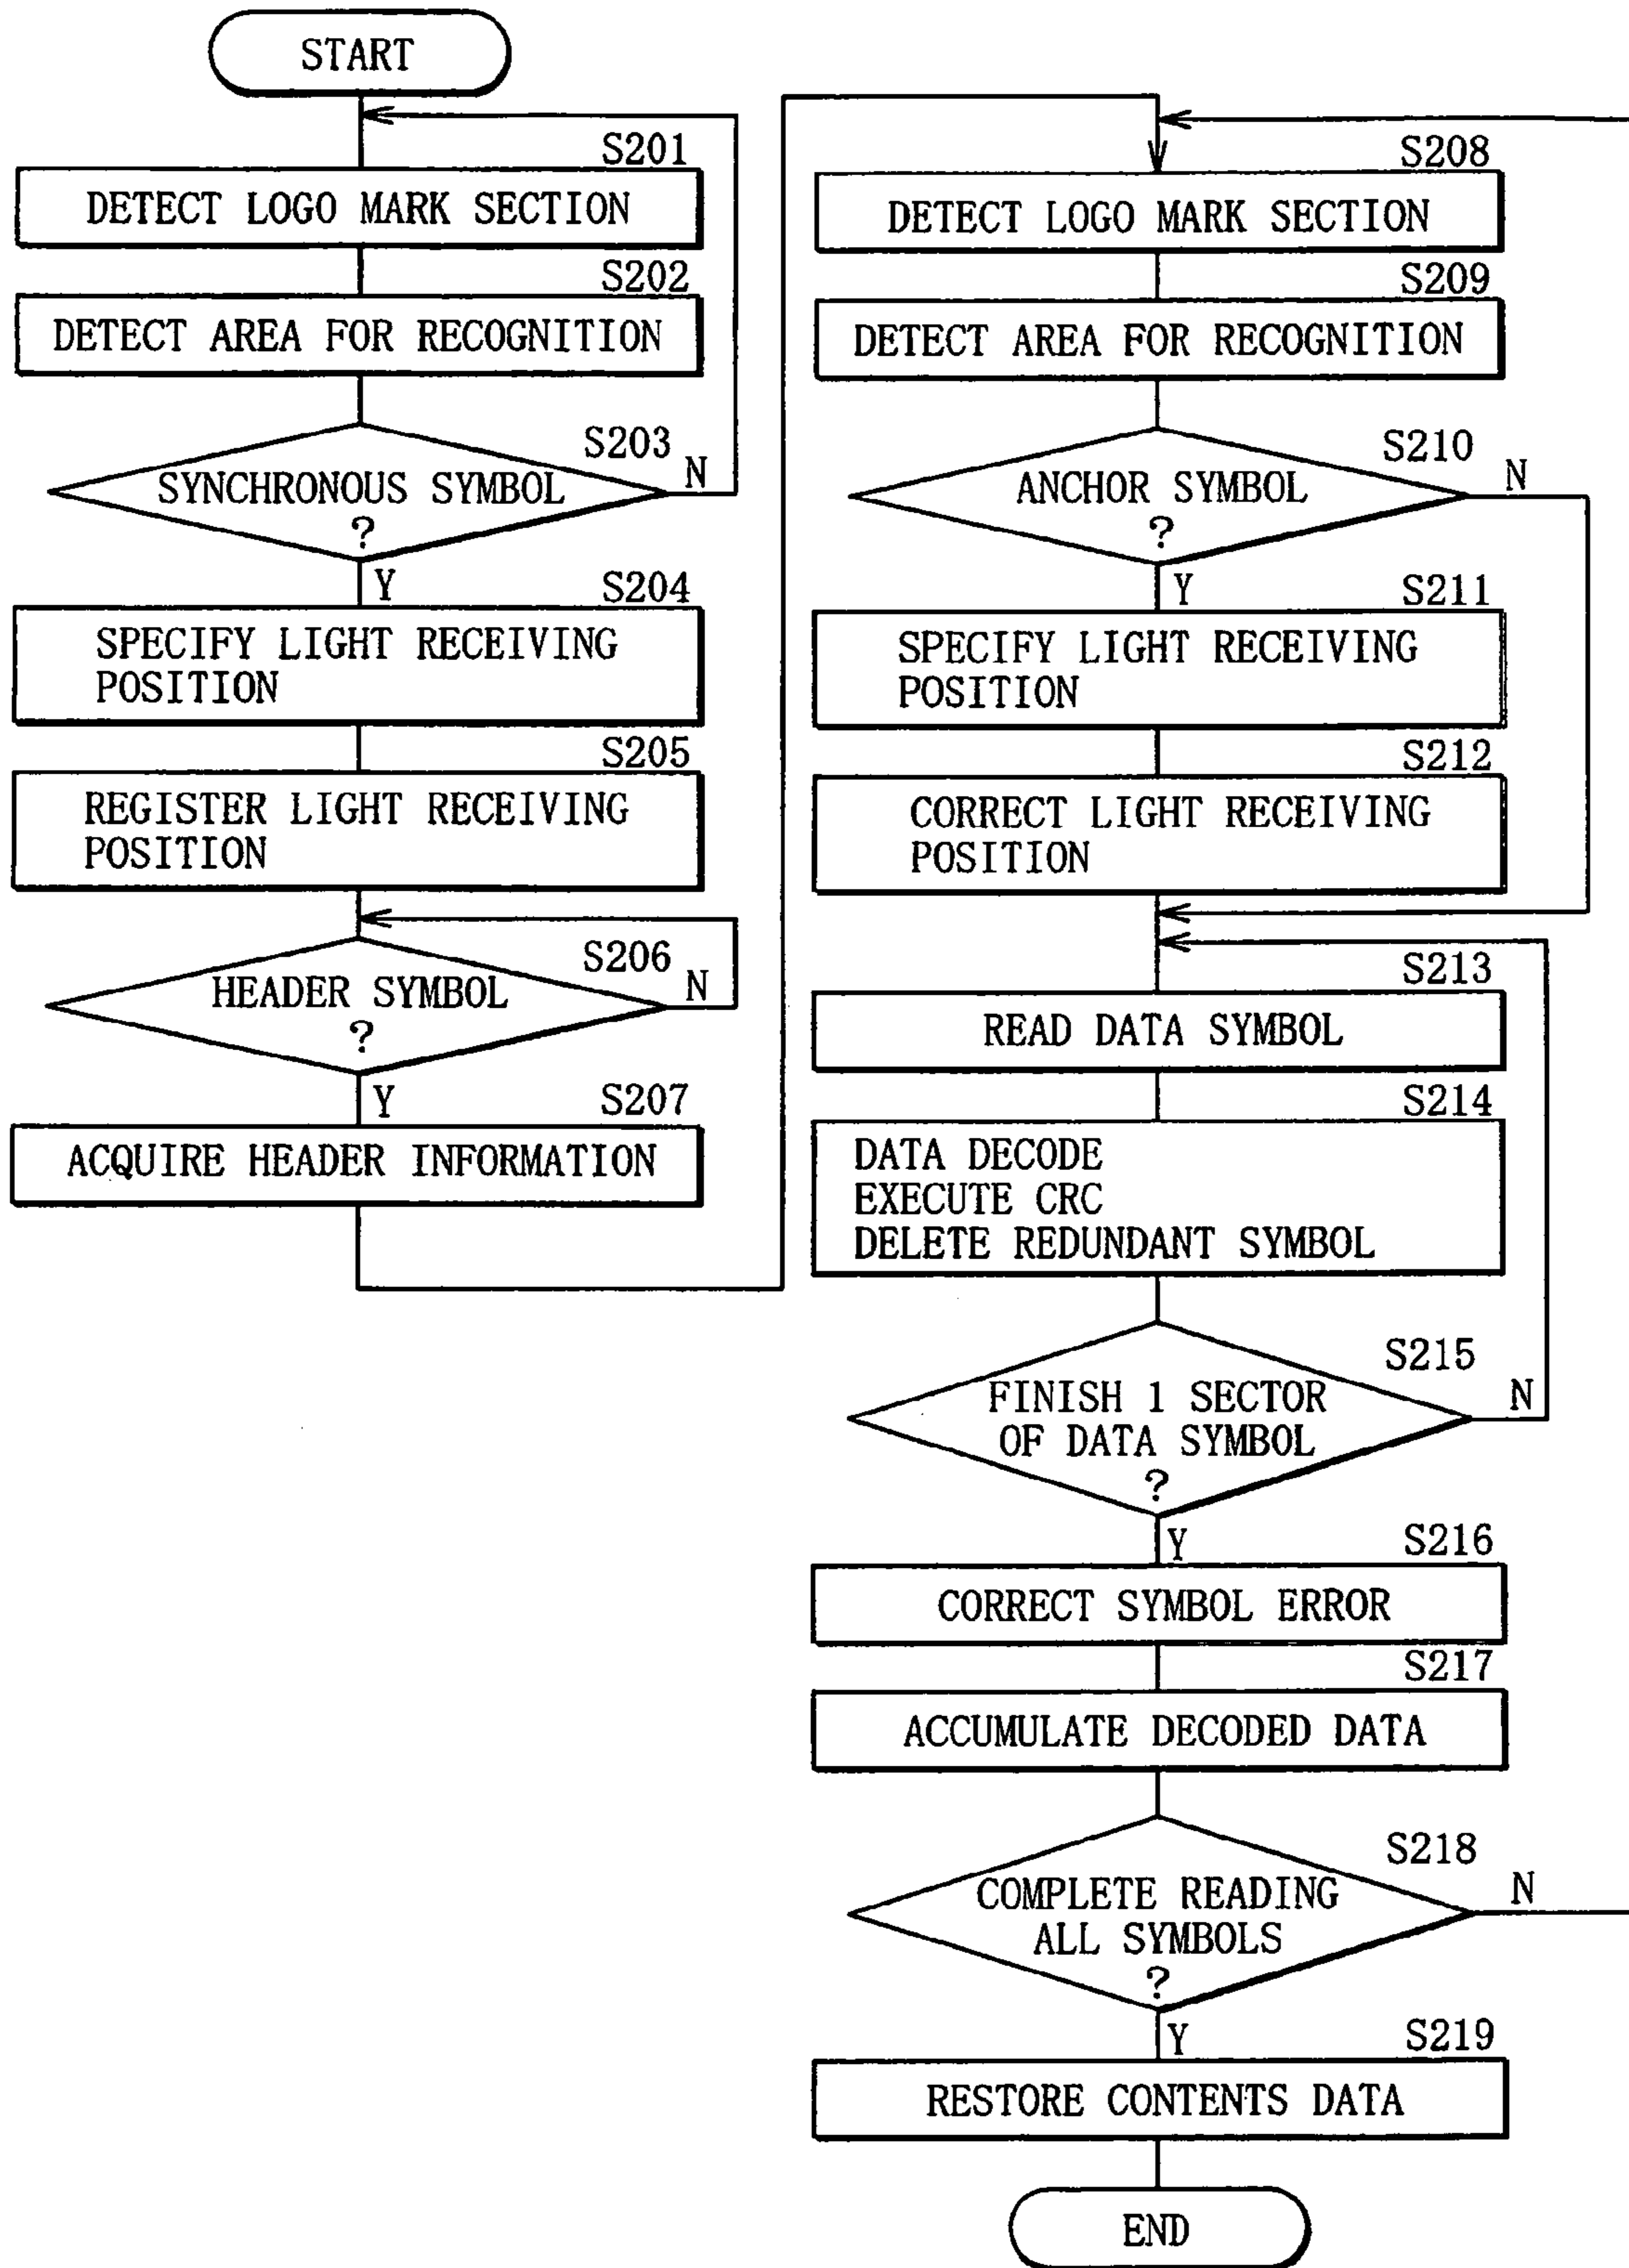 START
S201
DETECT LOGO MARK SECTION
S202
DETECT AREA FOR RECOGNITION
S203
SYNCHRONOUS SYMBOL
?
N
Y
S204
SPECIFY LIGHT RECEIVING
POSITION
S205
REGISTER LIGHT RECEIVING
POSITION
S206
HEADER SYMBOL
?
N
Y
S207
ACQUIRE HEADER INFORMATION
S208
DETECT LOGO MARK SECTION
S209
DETECT AREA FOR RECOGNITION
S210
ANCHOR SYMBOL
?
N
Y
S211
SPECIFY LIGHT RECEIVING
POSITION
S212
CORRECT LIGHT RECEIVING
POSITION
S213
READ DATA SYMBOL
S214
DATA DECODE
EXECUTE CRC
DELETE REDUNDANT SYMBOL
S215
FINISH 1 SECTOR
OF DATA SYMBOL
?
N
Y
S216
CORRECT SYMBOL ERROR
S217
ACCUMULATE DECODED DATA
S218
COMPLETE READING
ALL SYMBOLS
?
N
Y
S219
RESTORE CONTENTS DATA
END